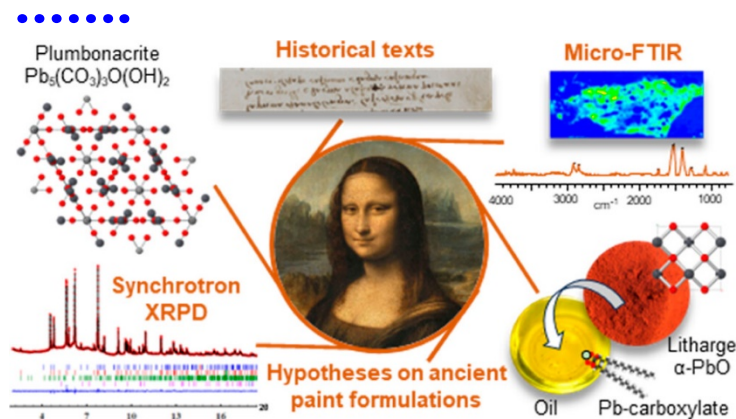 Plumbonacrite
Pb₅(CO₃)₃O(OH)₂
Historical texts
Micro-FTIR
4000 3000 2000 1000
cm⁻¹
Synchrotron
XRPD
4 7 10 13 16 2θ
Hypotheses on ancient
paint formulations
Litharge
α-PbO
Oil
Pb-carboxylate